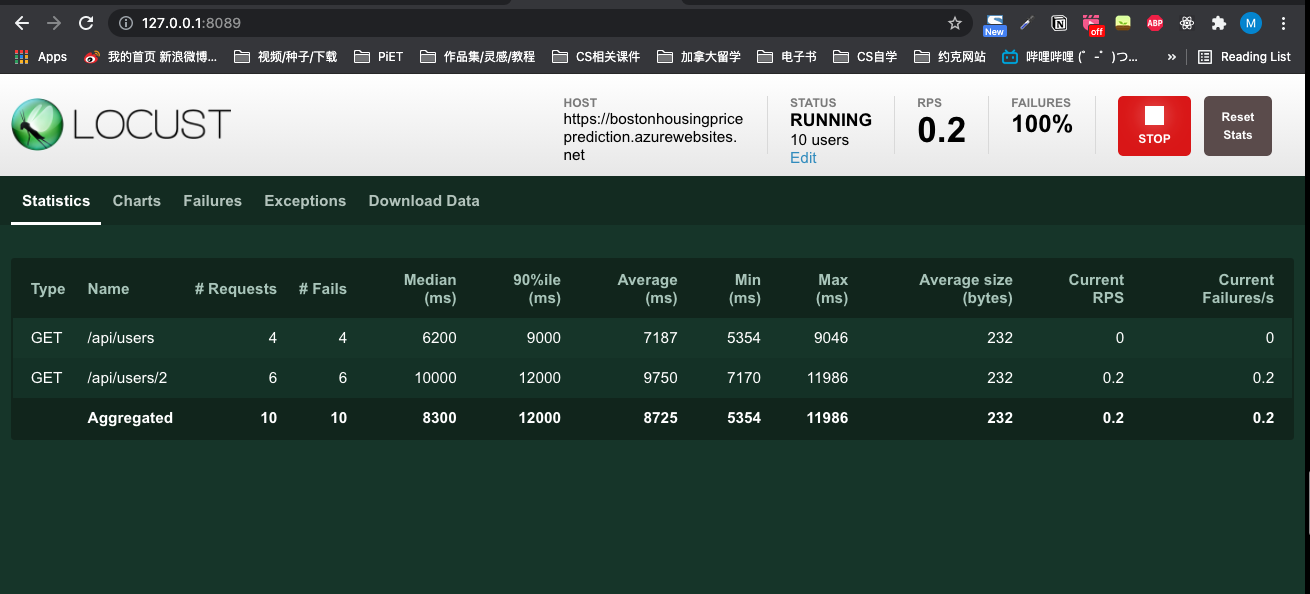 127.0.0.1:8089
New
off
ABP
M
Apps
我的首页 新浪微博...
视频/种子/下载
PiET
作品集/灵感/教程
CS相关课件
加拿大留学
电子书
CS自学
约克网站
哔哩哔哩 (゜-゜)つ...
»
Reading List
LOCUST
HOST
https://bostonhousingprice
prediction.azurewebsites.
net
STATUS
RUNNING
10 users
Edit
RPS
0.2
FAILURES
100%
STOP
Reset
Stats
Statistics Charts Failures Exceptions Download Data
Type Name # Requests # Fails Median (ms) 90%ile (ms) Average (ms) Min (ms) Max (ms) Average size (bytes) Current RPS Current Failures/s
GET /api/users 4 4 6200 9000 7187 5354 9046 232 0 0
GET /api/users/2 6 6 10000 12000 9750 7170 11986 232 0.2 0.2
Aggregated 10 10 8300 12000 8725 5354 11986 232 0.2 0.2